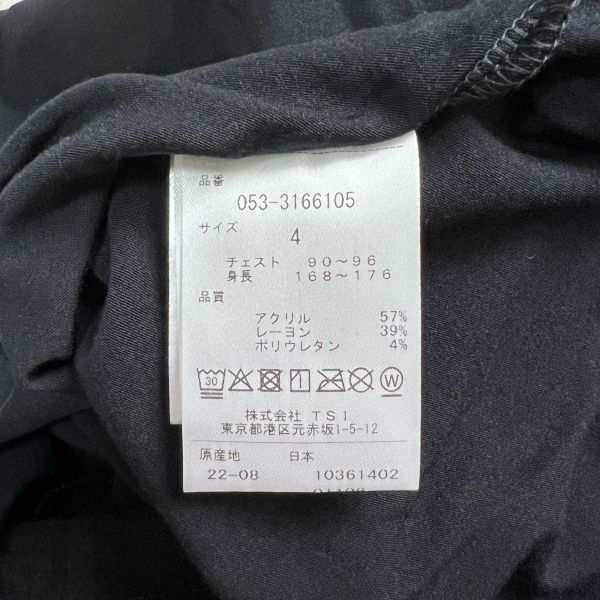 品番
053-3166105
サイズ
4
チェスト 90～96
身長 168～176
品質
アクリル 57%
レーヨン 39%
ポリウレタン 4%
30 W
株式会社 TSI
東京都港区元赤坂1-5-12
原産地 日本
22-08 10361402